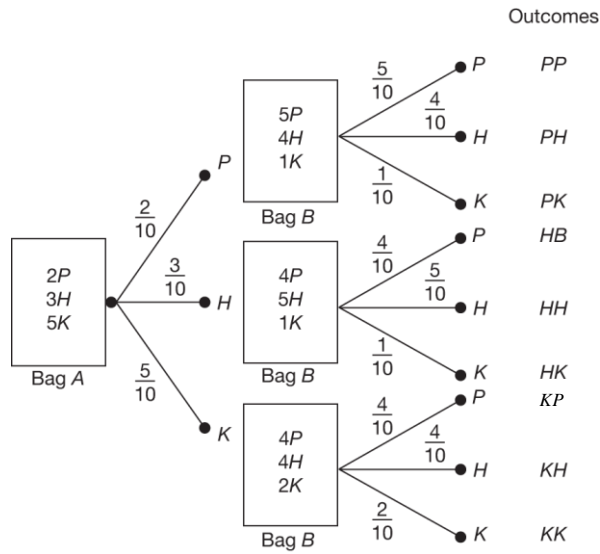 Outcomes
5/10 P PP
5P
4H
1K
4/10 H PH
1/10 K PK
Bag B
P
2/10
2P
3H
5K
Bag A
3/10 H
5/10
K
4/10 P HB
4P
5H
1K
5/10 H HH
1/10 K HK
Bag B
4/10 P KP
4P
4H
2K
4/10 H KH
2/10 K KK
Bag B